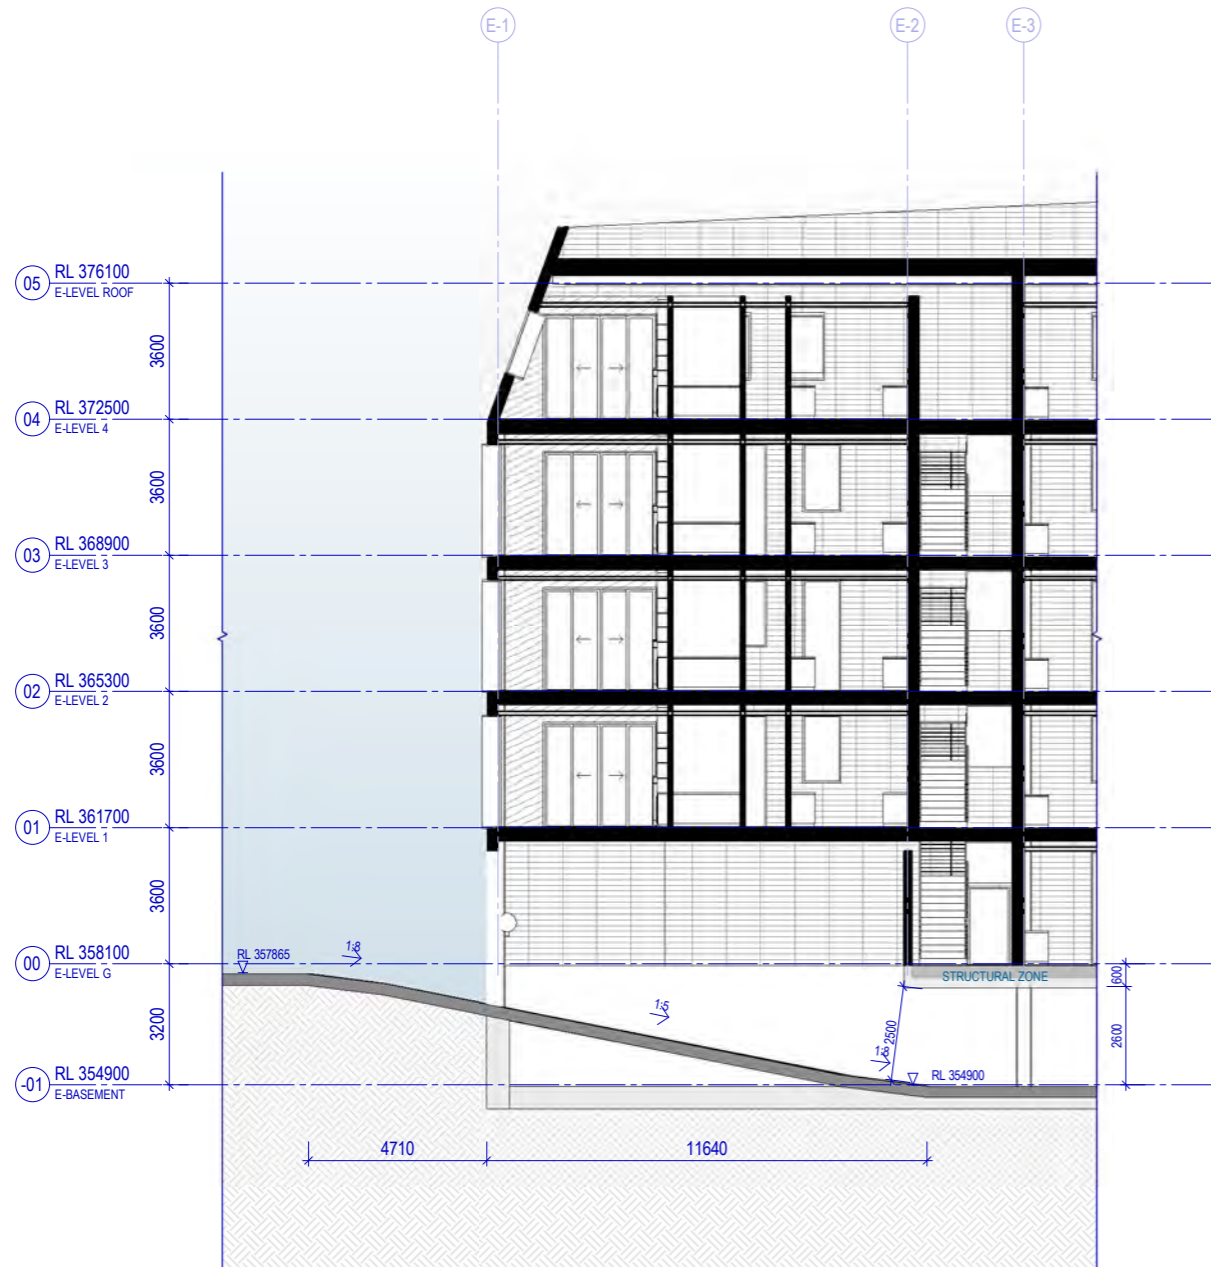 E-1
E-2
E-3
05
RL 376100
E-LEVEL ROOF
3600
04
RL 372500
E-LEVEL 4
3600
03
RL 368900
E-LEVEL 3
3600
02
RL 365300
E-LEVEL 2
3600
01
RL 361700
E-LEVEL 1
3600
00
RL 358100
E-LEVEL G
RL 357865
1:8
STRUCTURAL ZONE
600
1:5
3200
2500
2600
1:8
-01
RL 354900
E-BASEMENT
RL 354900
4710
11640